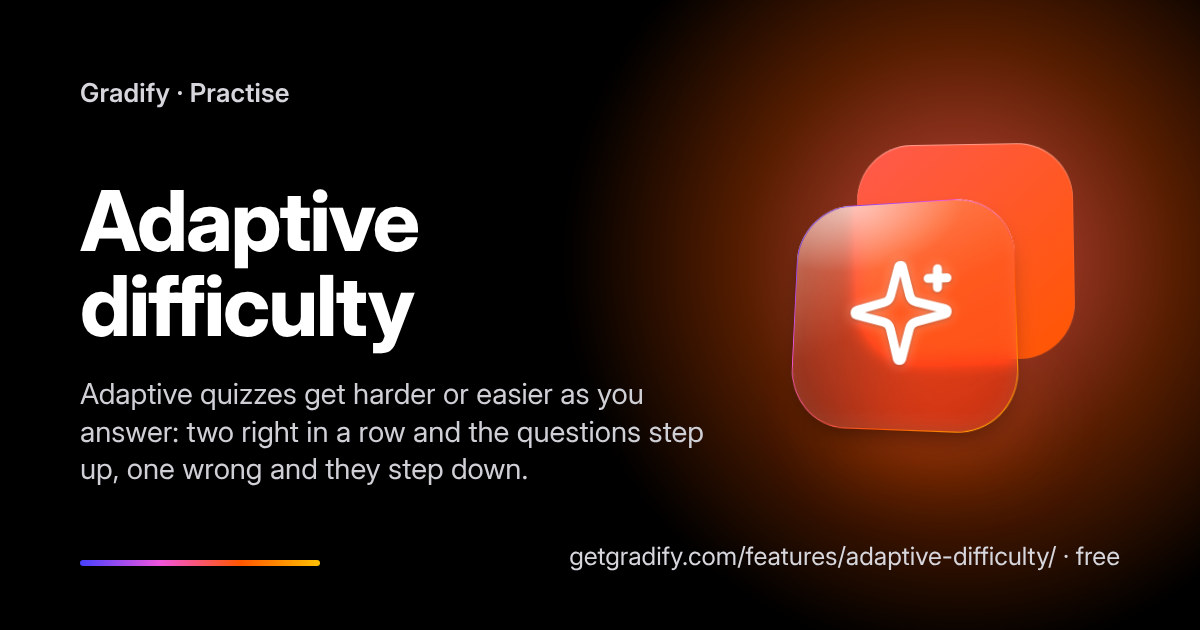 Gradify · Practise
Adaptive
difficulty
Adaptive quizzes get harder or easier as you
answer: two right in a row and the questions step
up, one wrong and they step down.
getgradify.com/features/adaptive-difficulty/ · free